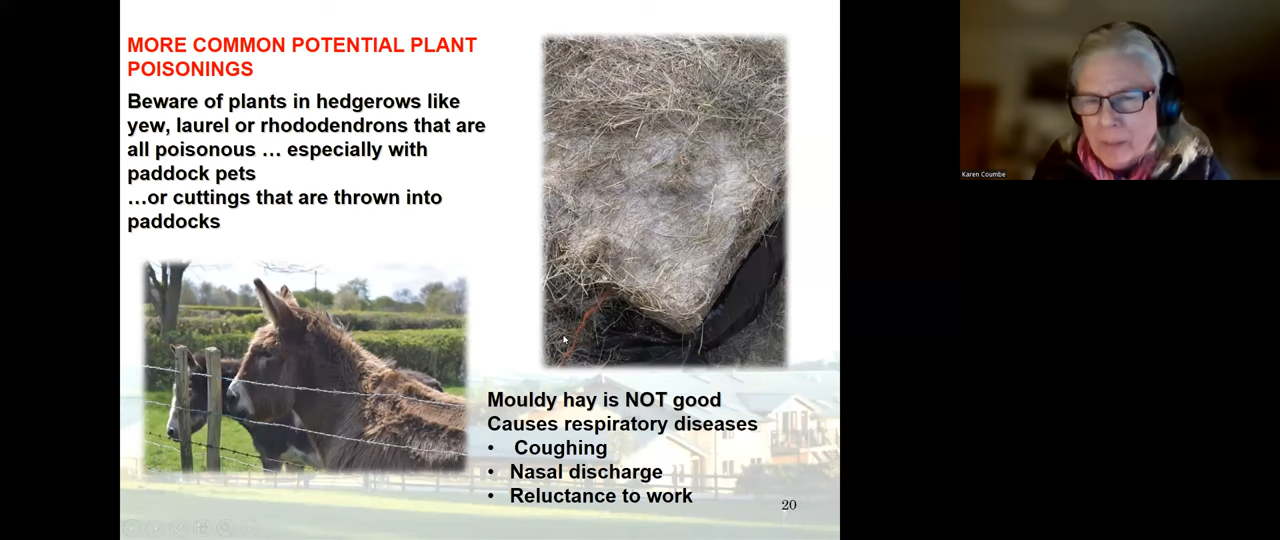 MORE COMMON POTENTIAL PLANT
POISONINGS
Beware of plants in hedgerows like
yew, laurel or rhododendrons that are
all poisonous … especially with
paddock pets
…or cuttings that are thrown into
paddocks
Mouldy hay is NOT good
Causes respiratory diseases
• Coughing
• Nasal discharge
• Reluctance to work
20
Karen Coumbe